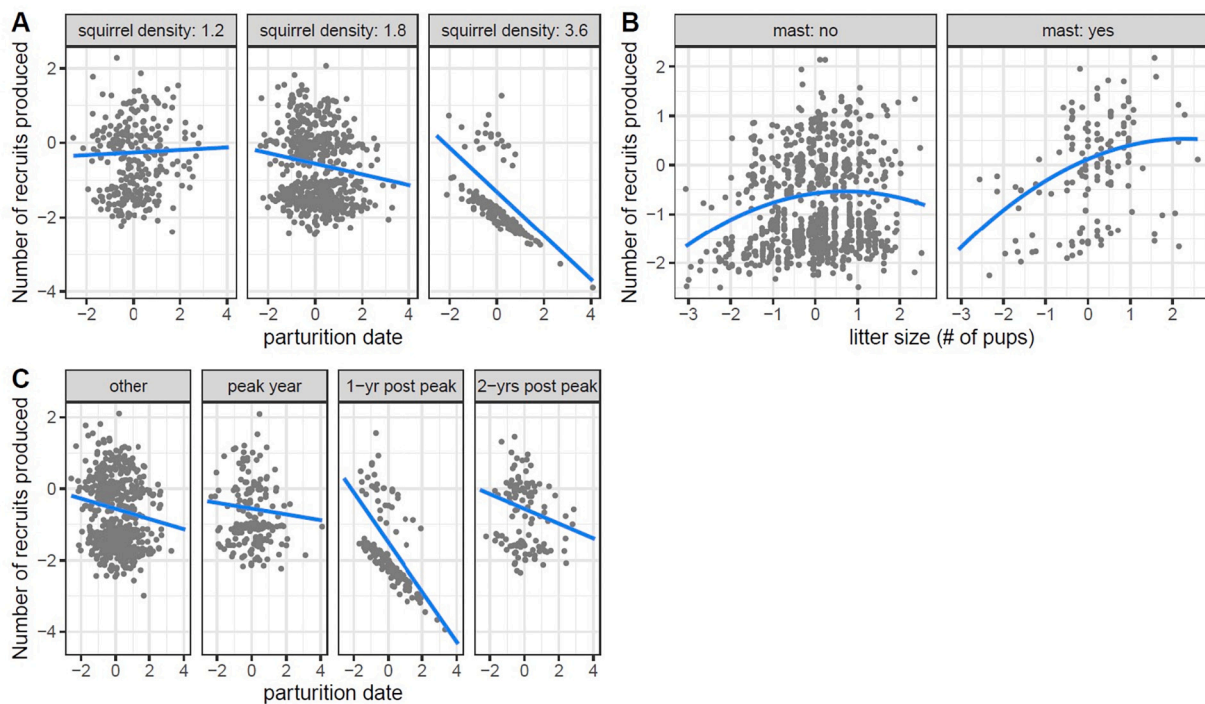 A
squirrel density: 1.2 squirrel density: 1.8 squirrel density: 3.6
Number of recruits produced
2
0
−2
−4
−2 0 2 4 −2 0 2 4 −2 0 2 4
parturition date
B
mast: no mast: yes
Number of recruits produced
2
1
0
−1
−2
−3 −2 −1 0 1 2 −3 −2 −1 0 1 2
litter size (# of pups)
C
other peak year 1−yr post peak 2−yrs post peak
Number of recruits produced
2
0
−2
−4
−2 0 2 4 −2 0 2 4 −2 0 2 4 −2 0 2 4
parturition date